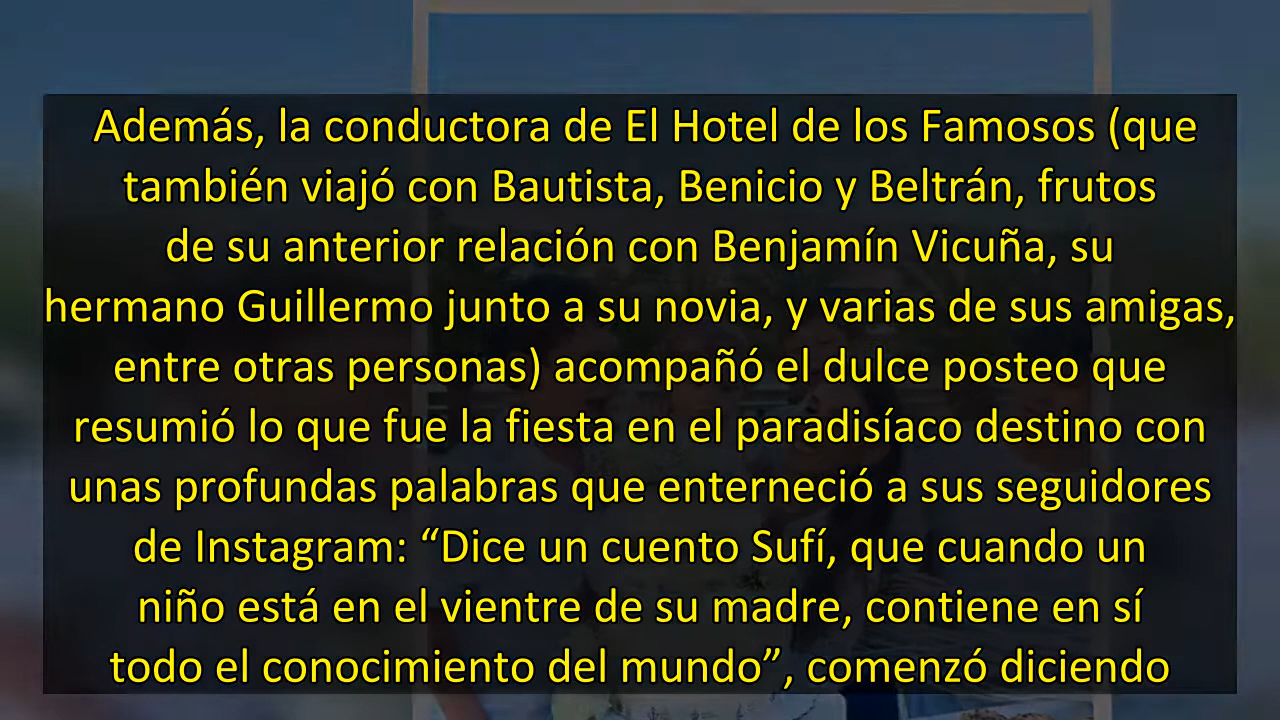 Además, la conductora de El Hotel de los Famosos (que
también viajó con Bautista, Benicio y Beltrán, frutos
de su anterior relación con Benjamín Vicuña, su
hermano Guillermo junto a su novia, y varias de sus amigas,
entre otras personas) acompañó el dulce posteo que
resumió lo que fue la fiesta en el paradisíaco destino con
unas profundas palabras que enterneció a sus seguidores
de Instagram: “Dice un cuento Sufí, que cuando un
niño está en el vientre de su madre, contiene en sí
todo el conocimiento del mundo”, comenzó diciendo